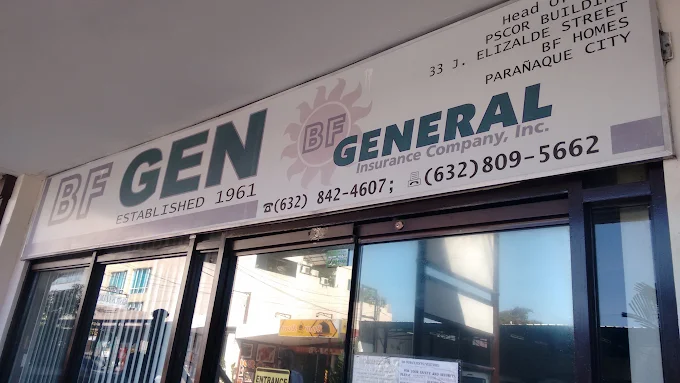 BF GEN
ESTABLISHED 1961
BF GENERAL
Insurance Company, Inc.
☎(632) 842-4607; (632)809-5662
Head
PSCOR BUILDING
33 J. ELIZALDE STREET
BF HOMES
PARAÑAQUE CITY
ENTRANCE